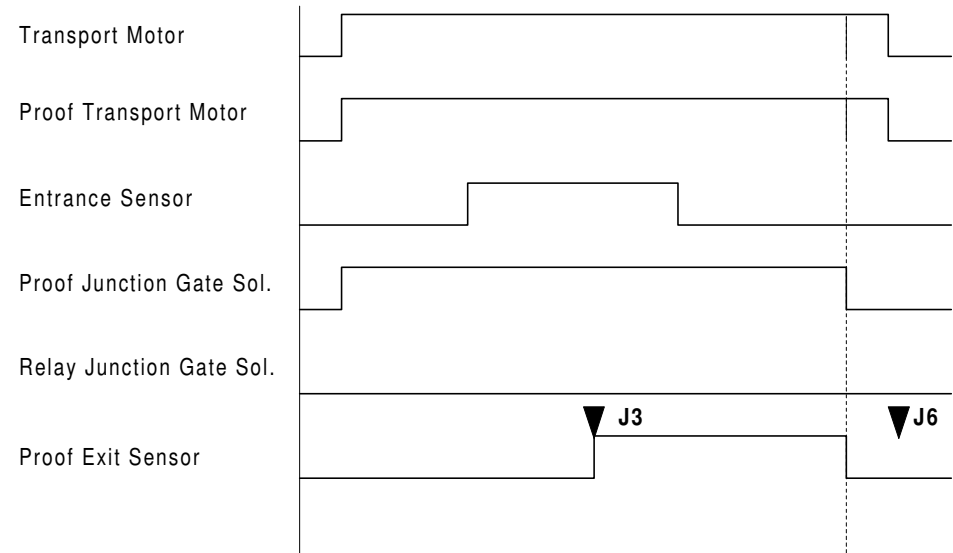 Transport Motor
Proof Transport Motor
Entrance Sensor
Proof Junction Gate Sol.
Relay Junction Gate Sol.
J3
J6
Proof Exit Sensor